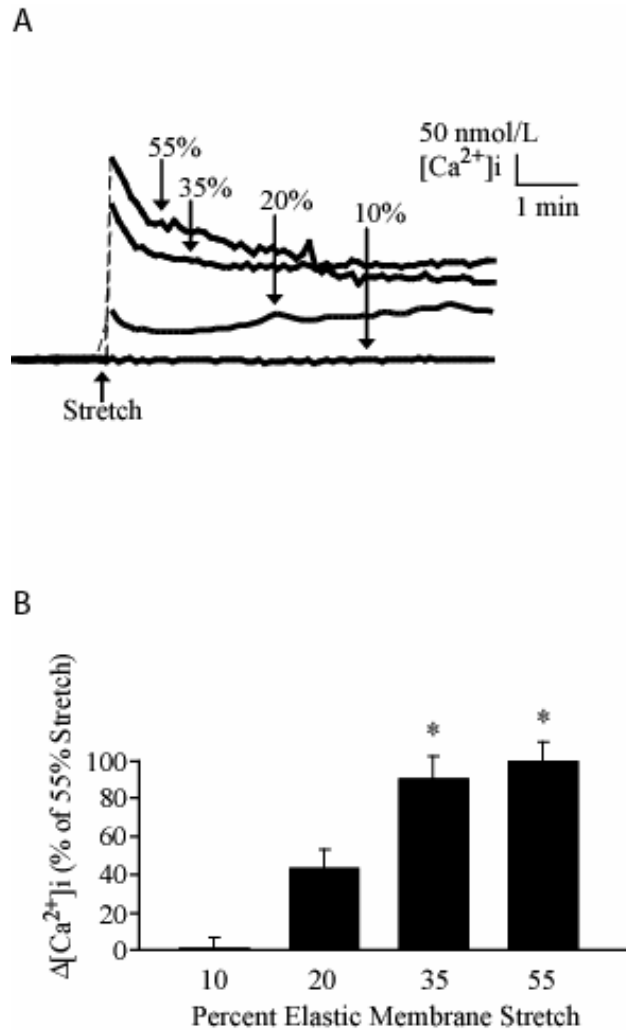 A
50 nmol/L
[Ca²⁺]i
1 min
55%
35%
20%
10%
Stretch
B
Δ[Ca²⁺]i (% of 55% Stretch)
100
80
60
40
20
0
* *
10 20 35 55
Percent Elastic Membrane Stretch